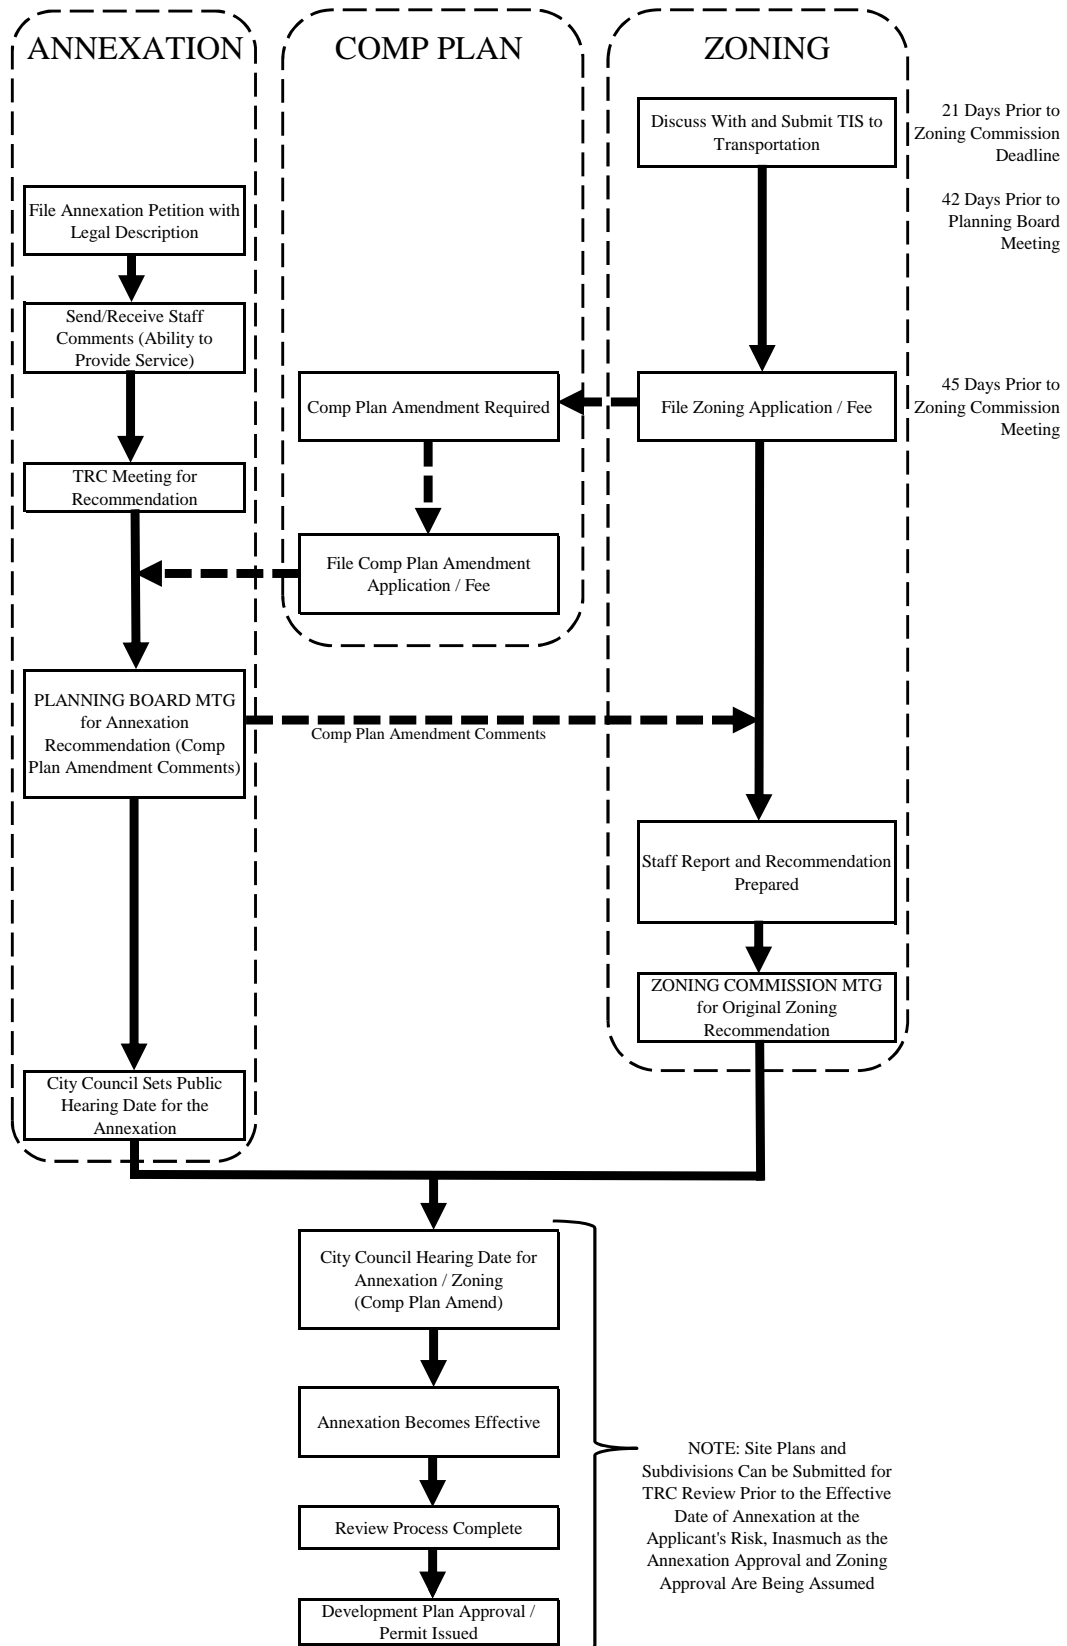 ANNEXATION
COMP PLAN
ZONING
Discuss With and Submit TIS to
Transportation
21 Days Prior to
Zoning Commission
Deadline
File Annexation Petition with
Legal Description
42 Days Prior to
Planning Board
Meeting
Send/Receive Staff
Comments (Ability to
Provide Service)
Comp Plan Amendment Required
File Zoning Application / Fee
45 Days Prior to
Zoning Commission
Meeting
TRC Meeting for
Recommendation
File Comp Plan Amendment
Application / Fee
PLANNING BOARD MTG
for Annexation
Recommendation (Comp
Plan Amendment Comments)
Comp Plan Amendment Comments
Staff Report and Recommendation
Prepared
ZONING COMMISSION MTG
for Original Zoning
Recommendation
City Council Sets Public
Hearing Date for the
Annexation
City Council Hearing Date for
Annexation / Zoning
(Comp Plan Amend)
Annexation Becomes Effective
NOTE: Site Plans and
Subdivisions Can be Submitted for
TRC Review Prior to the Effective
Date of Annexation at the
Applicant's Risk, Inasmuch as the
Annexation Approval and Zoning
Approval Are Being Assumed
Review Process Complete
Development Plan Approval /
Permit Issued